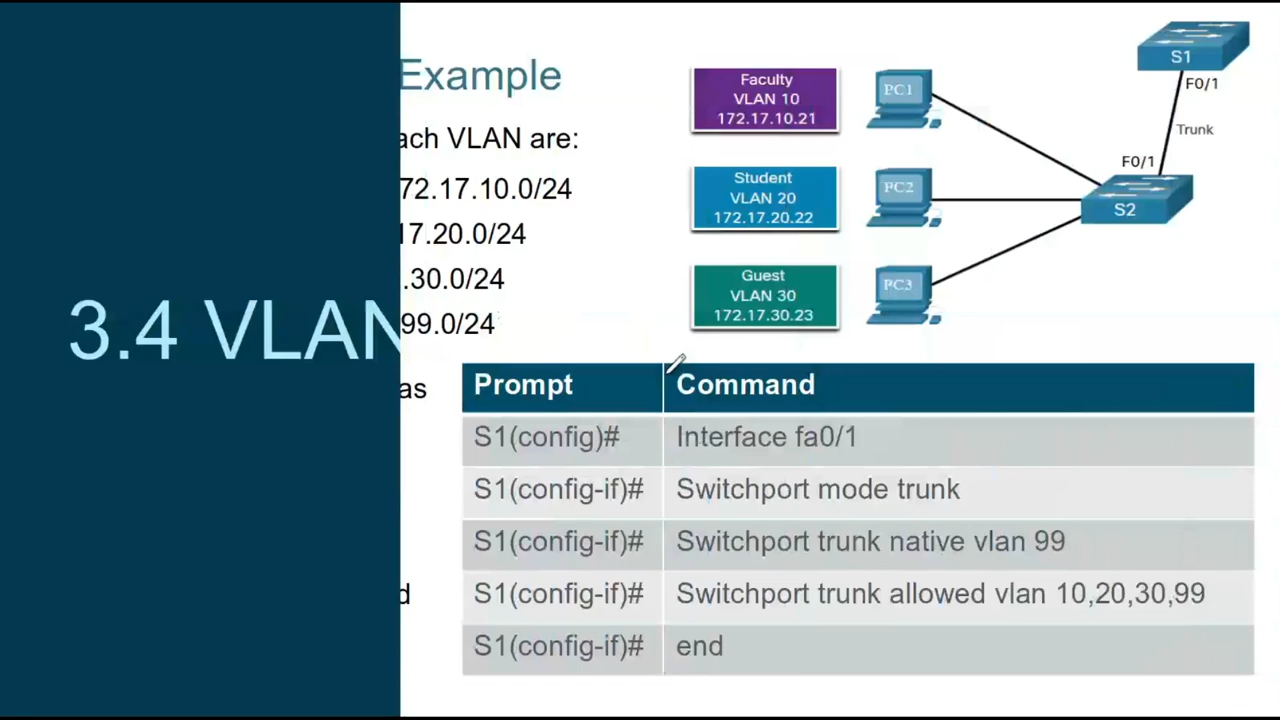 3.4 VLAN
Example
ach VLAN are:
72.17.10.0/24
17.20.0/24
.30.0/24
99.0/24
as
d
Faculty
VLAN 10
172.17.10.21
PC1
Student
VLAN 20
172.17.20.22
PC2
Guest
VLAN 30
172.17.30.23
PC3
S1
F0/1
Trunk
F0/1
S2
Prompt Command
S1(config)# Interface fa0/1
S1(config-if)# Switchport mode trunk
S1(config-if)# Switchport trunk native vlan 99
S1(config-if)# Switchport trunk allowed vlan 10,20,30,99
S1(config-if)# end